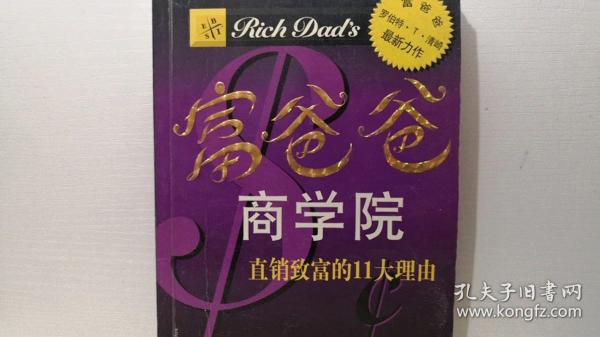 E B
S T
Rich Dad's
富爸爸
罗伯特·T·清崎
最新力作
富爸爸
商学院
直销致富的11大理由
孔夫子旧书网
www.kongfz.com